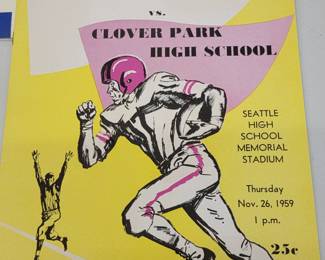 vs.
CLOVER PARK
HIGH SCHOOL
SEATTLE
HIGH
SCHOOL
MEMORIAL
STADIUM
Thursday
Nov. 26, 1959
1 p.m.
25c